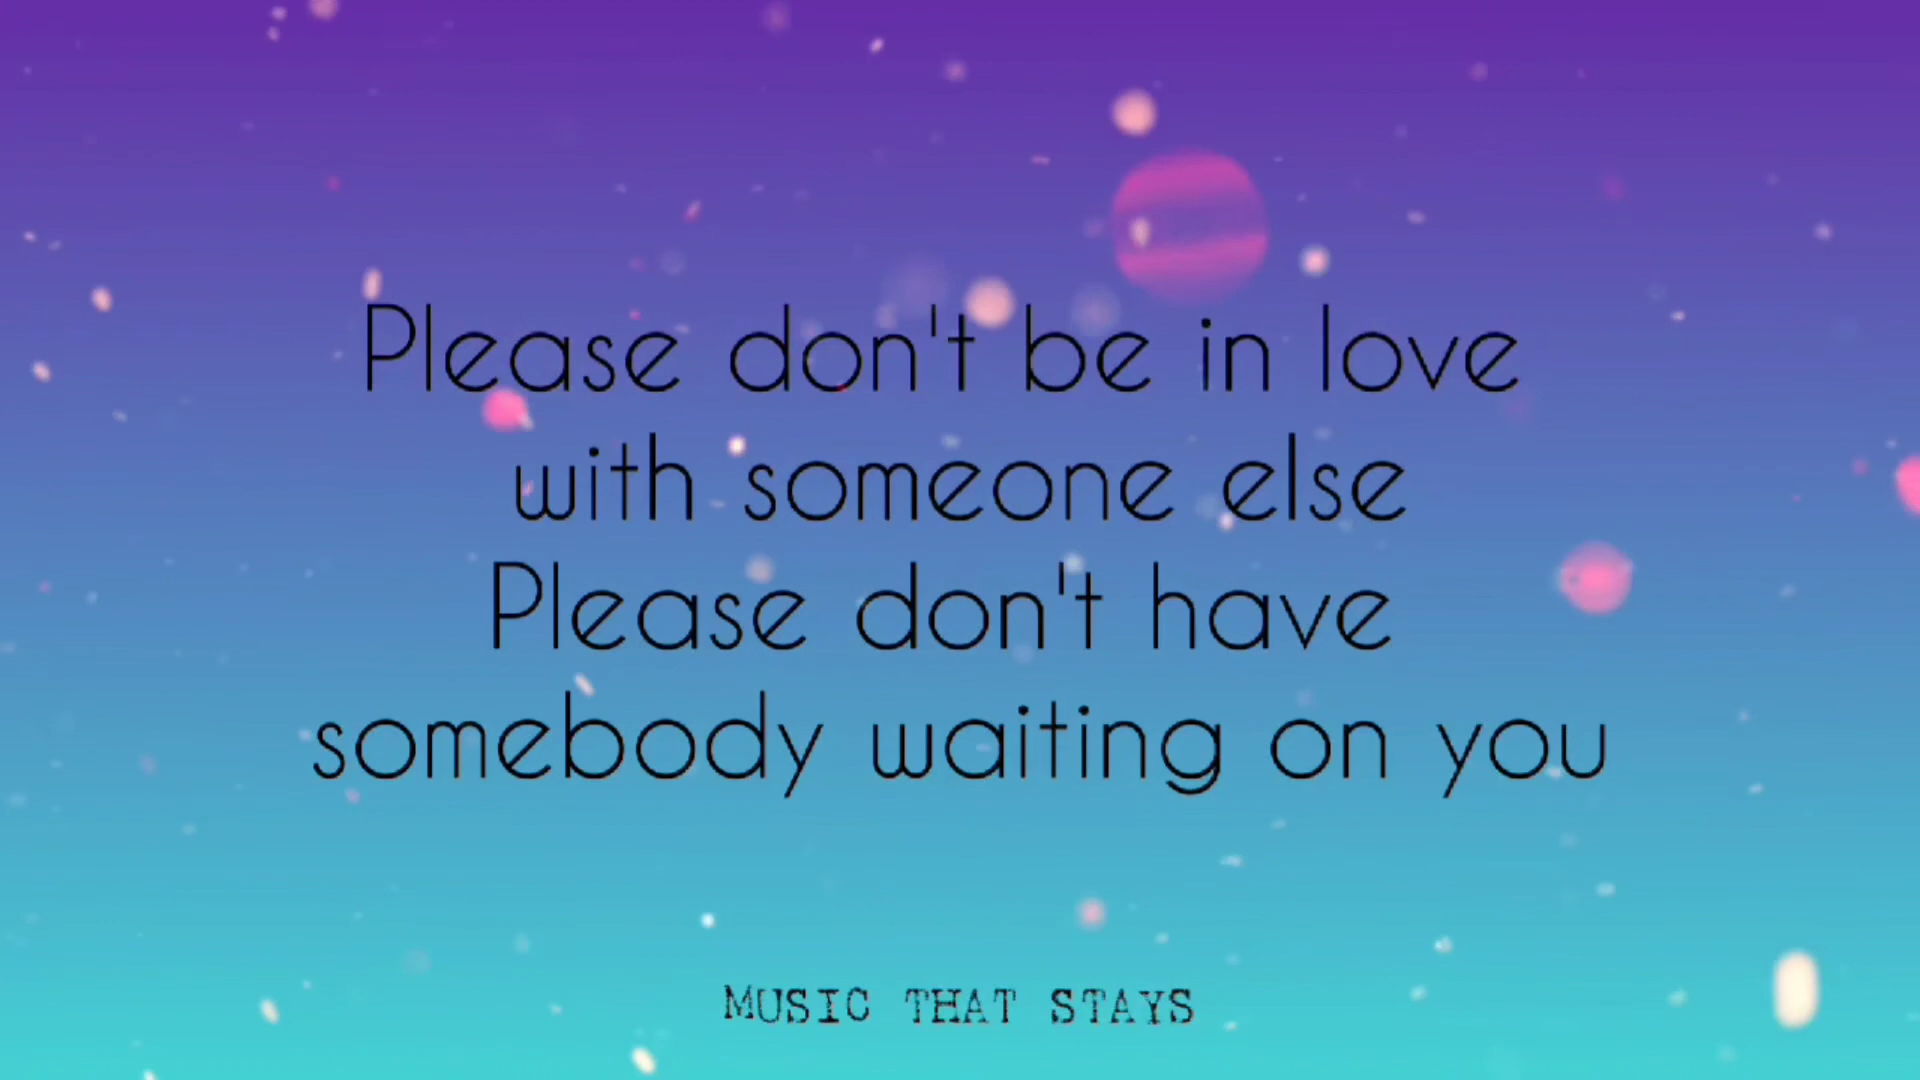 Please don't be in love
with someone else
Please don't have
somebody waiting on you
MUSIC THAT STAYS